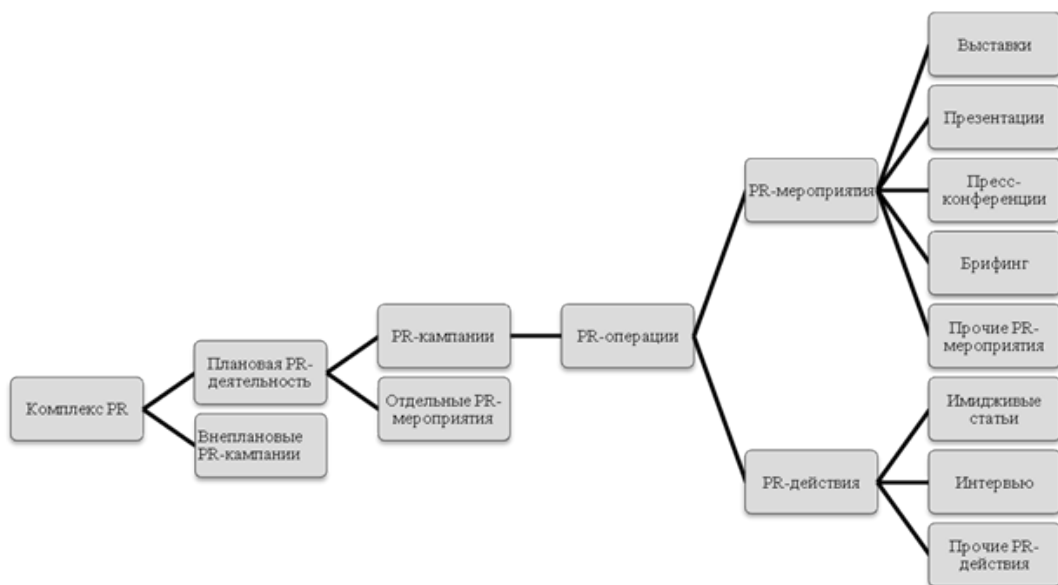 Выставки
Презентации
Пресс-
конференции
PR-мероприятия
Брифинг
PR-кампании
PR-операции
Прочие PR-
мероприятия
Плановая PR-
деятельность
Комплекс PR
Отдельные PR-
мероприятия
Имидживые
статьи
Внеплановые
PR-кампании
PR-действия
Интервью
Прочие PR-
действия